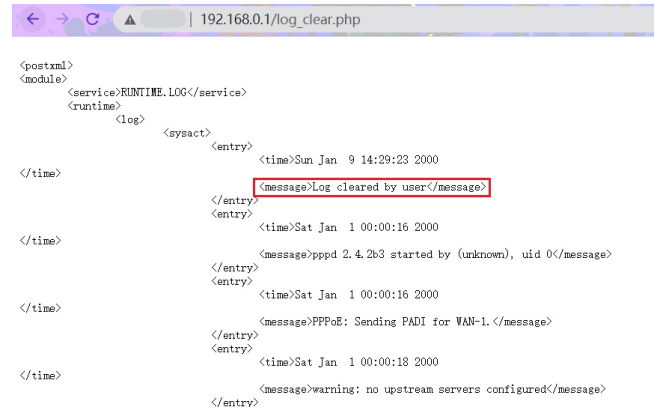 192.168.0.1/log_clear.php
<postxml>
<module>
<service>RUNTIME.LOG</service>
<runtime>
<log>
<sysact>
<entry>
<time>Sun Jan  9 14:29:23 2000
</time>
<message>Log cleared by user</message>
</entry>
<entry>
<time>Sat Jan  1 00:00:16 2000
</time>
<message>pppd 2.4.2b3 started by (unknown), uid 0</message>
</entry>
<entry>
<time>Sat Jan  1 00:00:16 2000
</time>
<message>PPPoE: Sending PADI for WAN-1.</message>
</entry>
<entry>
<time>Sat Jan  1 00:00:18 2000
</time>
<message>warning: no upstream servers configured</message>
</entry>